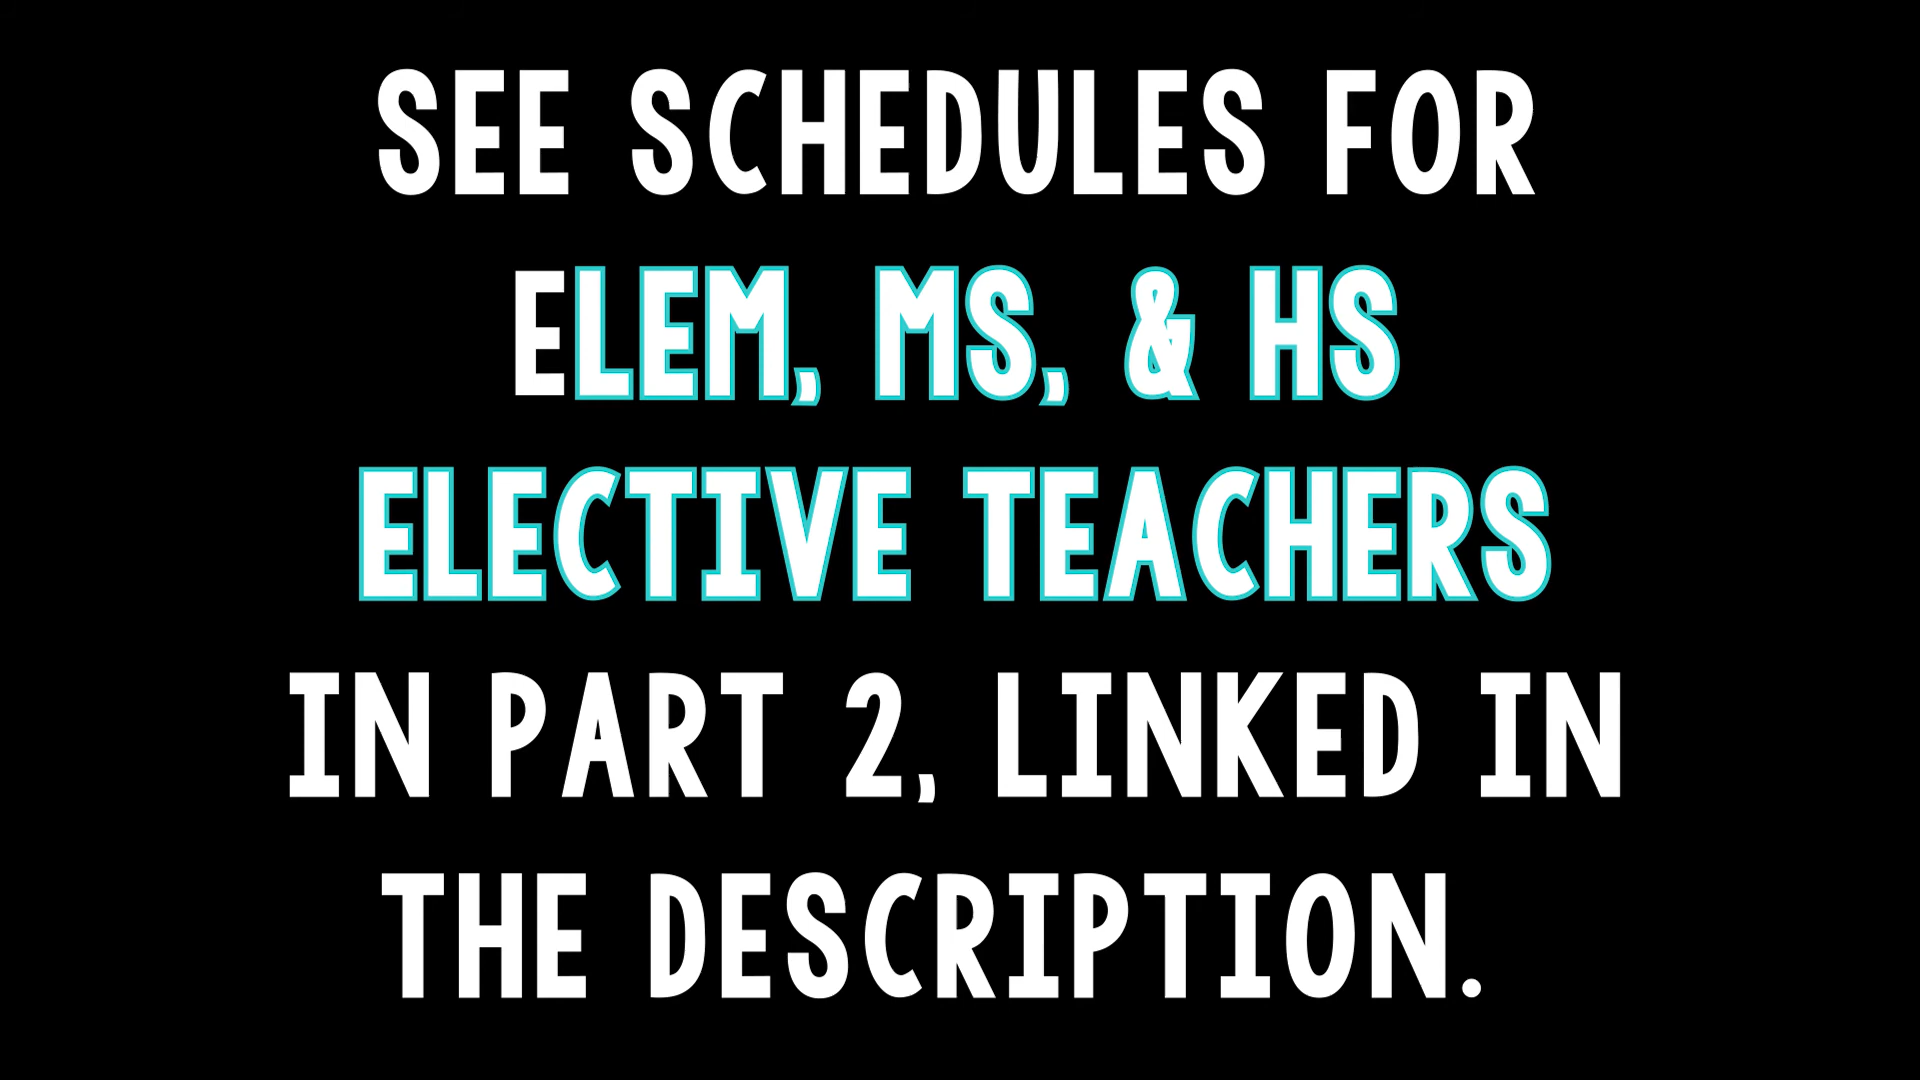 SEE SCHEDULES FOR
ELEM, MS, & HS
ELECTIVE TEACHERS
IN PART 2, LINKED IN
THE DESCRIPTION.